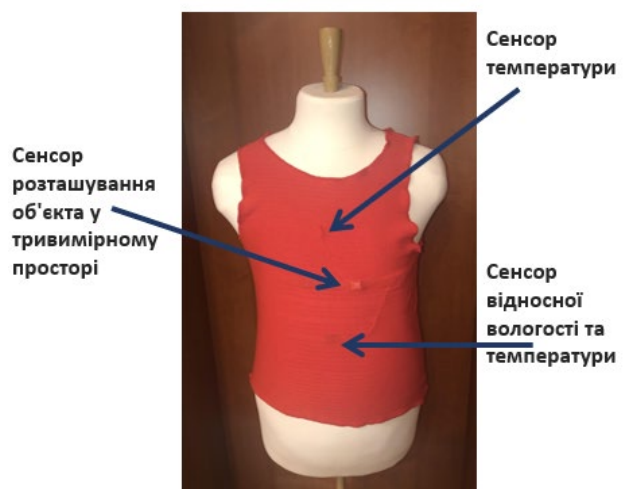 Сенсор
температури
Сенсор
розташування
об'єкта у
тривимірному
просторі
Сенсор
відносної
вологості та
температури